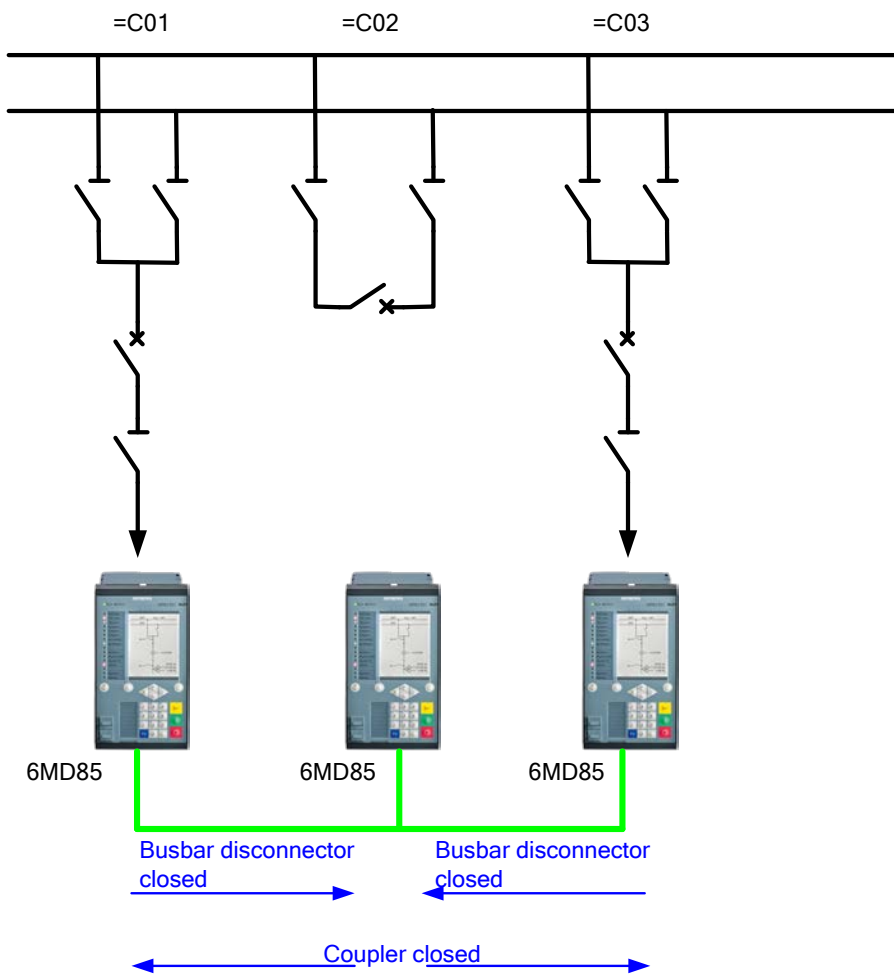 =C01
=C02
=C03
6MD85
6MD85
6MD85
Busbar disconnector
closed
Busbar disconnector
closed
Coupler closed